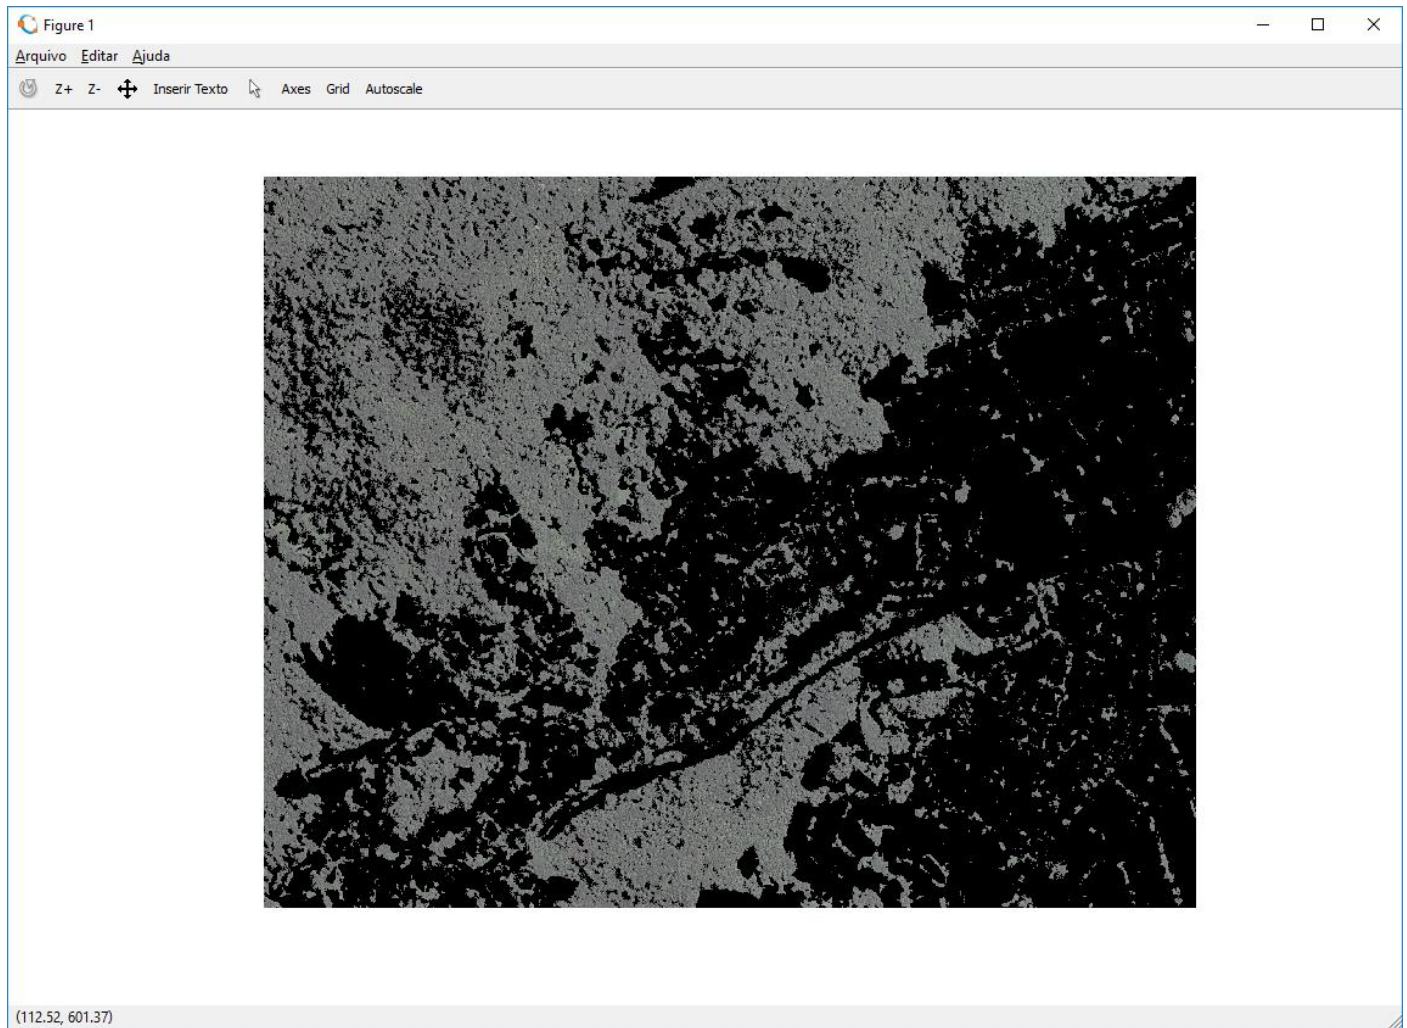 Figure 1
Arquivo Editar Ajuda
Z+ Z- Inserir Texto Axes Grid Autoscale
(112.52, 601.37)